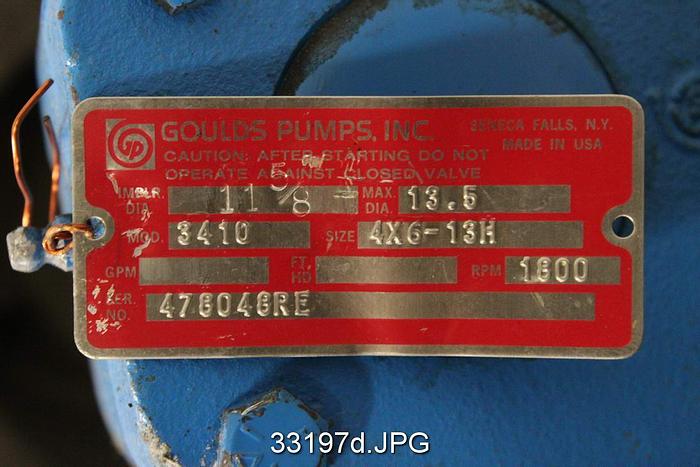 GP GOULDS PUMPS, INC. SENECA FALLS, N.Y.
MADE IN USA
CAUTION: AFTER STARTING DO NOT
OPERATE AGAINST CLOSED VALVE
IMPLR. DIA. 11 5/8 MAX. DIA. 13.5
MOD. 3410 SIZE 4X6-13H
GPM FT. HD RPM 1800
SER. NO. 478048RE
33197d.JPG